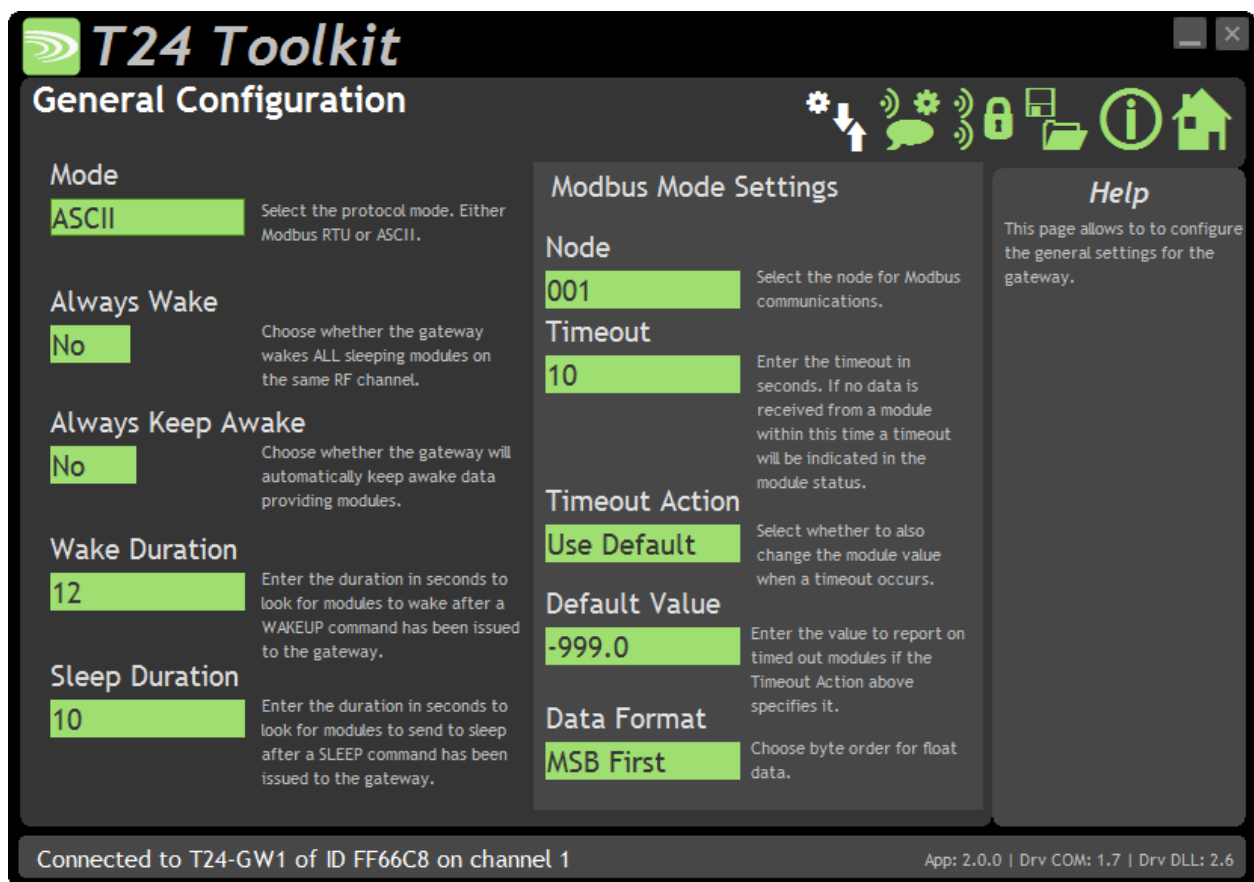 T24 Toolkit
General Configuration
Mode
ASCII
Select the protocol mode. Either
Modbus RTU or ASCII.
Always Wake
No
Choose whether the gateway
wakes ALL sleeping modules on
the same RF channel.
Always Keep Awake
No
Choose whether the gateway will
automatically keep awake data
providing modules.
Wake Duration
12
Enter the duration in seconds to
look for modules to wake after a
WAKEUP command has been issued
to the gateway.
Sleep Duration
10
Enter the duration in seconds to
look for modules to send to sleep
after a SLEEP command has been
issued to the gateway.
Modbus Mode Settings
Node
001
Select the node for Modbus
communications.
Timeout
10
Enter the timeout in
seconds. If no data is
received from a module
within this time a timeout
will be indicated in the
module status.
Timeout Action
Use Default
Select whether to also
change the module value
when a timeout occurs.
Default Value
-999.0
Enter the value to report on
timed out modules if the
Timeout Action above
specifies it.
Data Format
MSB First
Choose byte order for float
data.
Help
This page allows to to configure
the general settings for the
gateway.
Connected to T24-GW1 of ID FF66C8 on channel 1
App: 2.0.0 | Drv COM: 1.7 | Drv DLL: 2.6